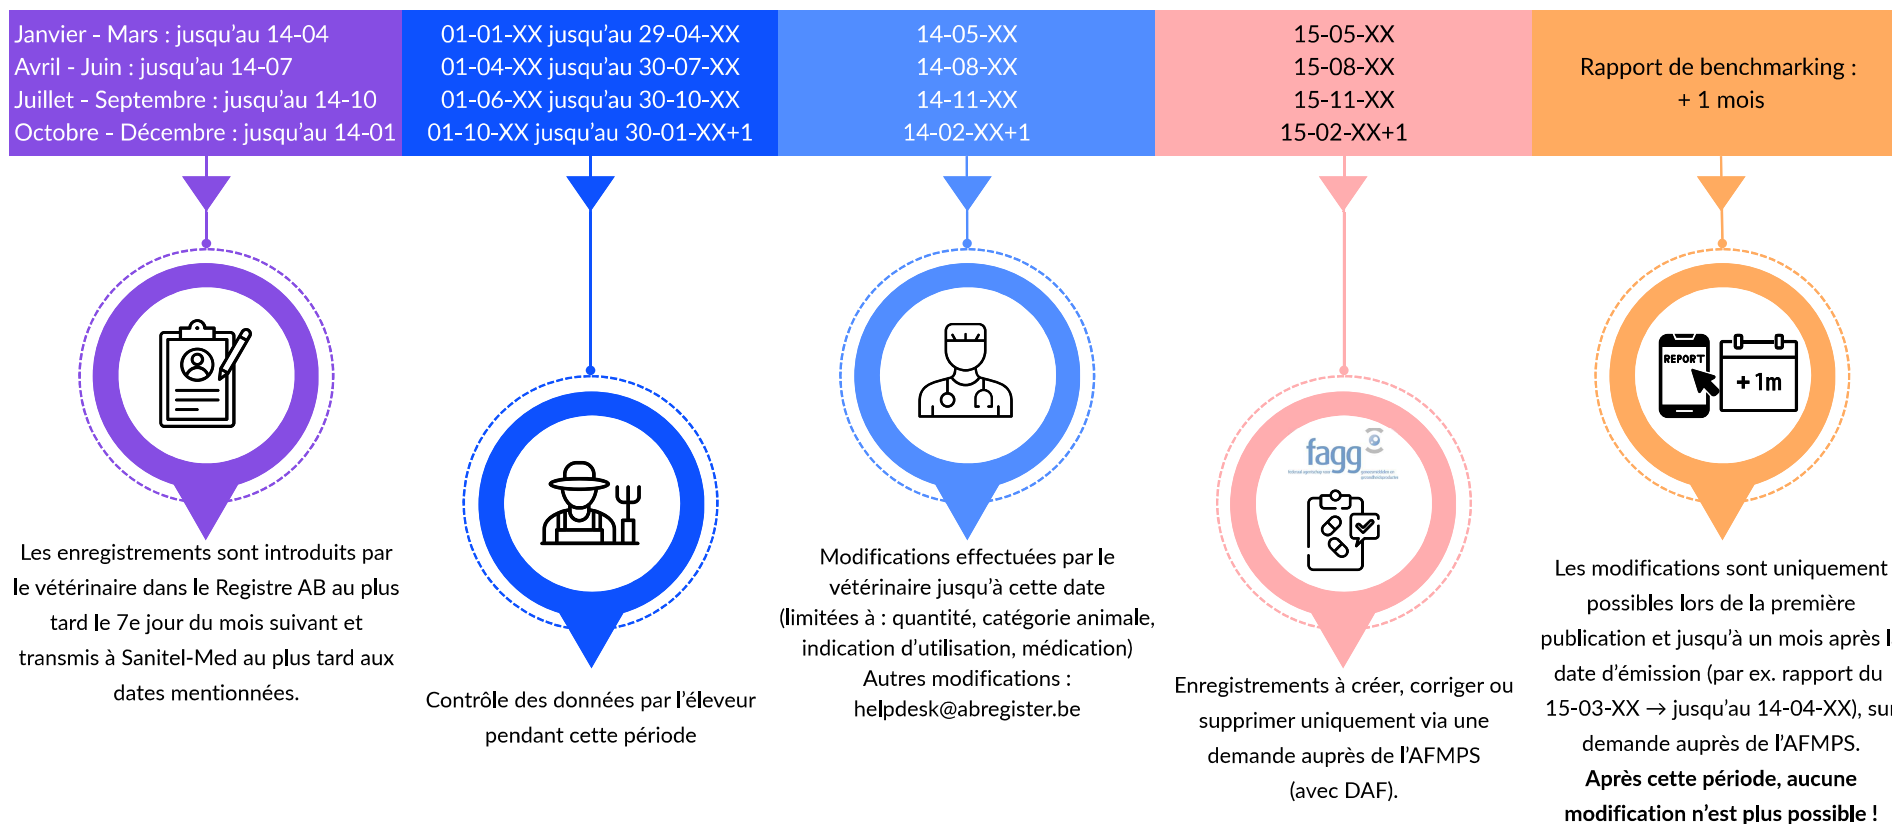 Janvier - Mars : jusqu'au 14-04
Avril - Juin : jusqu'au 14-07
Juillet - Septembre : jusqu'au 14-10
Octobre - Décembre : jusqu'au 14-01
01-01-XX jusqu'au 29-04-XX
01-04-XX jusqu'au 30-07-XX
01-06-XX jusqu'au 30-10-XX
01-10-XX jusqu'au 30-01-XX+1
14-05-XX
14-08-XX
14-11-XX
14-02-XX+1
15-05-XX
15-08-XX
15-11-XX
15-02-XX+1
Rapport de benchmarking :
+ 1 mois
Les enregistrements sont introduits par
le vétérinaire dans le Registre AB au plus
tard le 7e jour du mois suivant et
transmis à Sanitel-Med au plus tard aux
dates mentionnées.
Contrôle des données par l'éleveur
pendant cette période
Modifications effectuées par le
vétérinaire jusqu'à cette date
(limitées à : quantité, catégorie animale,
indication d'utilisation, médication)
Autres modifications :
helpdesk@abregister.be
fagg
Enregistrements à créer, corriger ou
supprimer uniquement via une
demande auprès de l'AFMPS
(avec DAF).
REPORT
+ 1m
Les modifications sont uniquement
possibles lors de la première
publication et jusqu'à un mois après l
date d'émission (par ex. rapport du
15-03-XX → jusqu'au 14-04-XX), sur
demande auprès de l'AFMPS.
Après cette période, aucune
modification n'est plus possible !